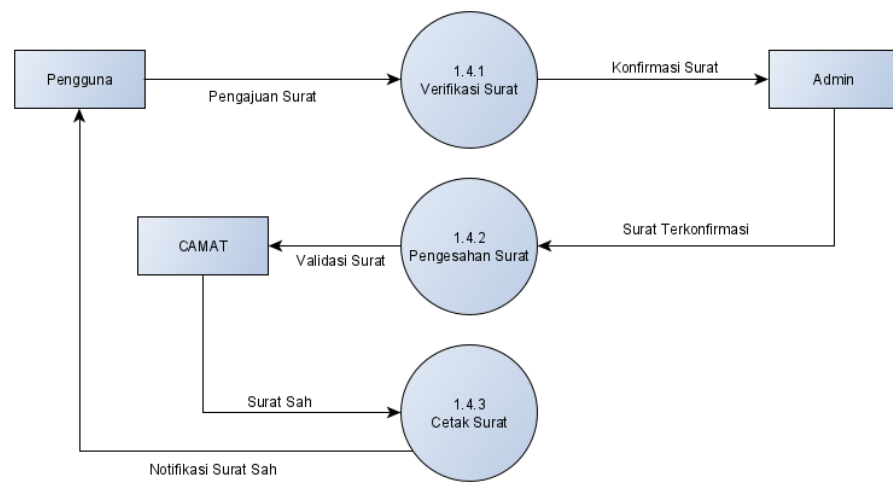 Pengguna
Pengajuan Surat
1.4.1
Verifikasi Surat
Konfirmasi Surat
Admin
Surat Terkonfirmasi
1.4.2
Pengesahan Surat
Validasi Surat
CAMAT
Surat Sah
1.4.3
Cetak Surat
Notifikasi Surat Sah